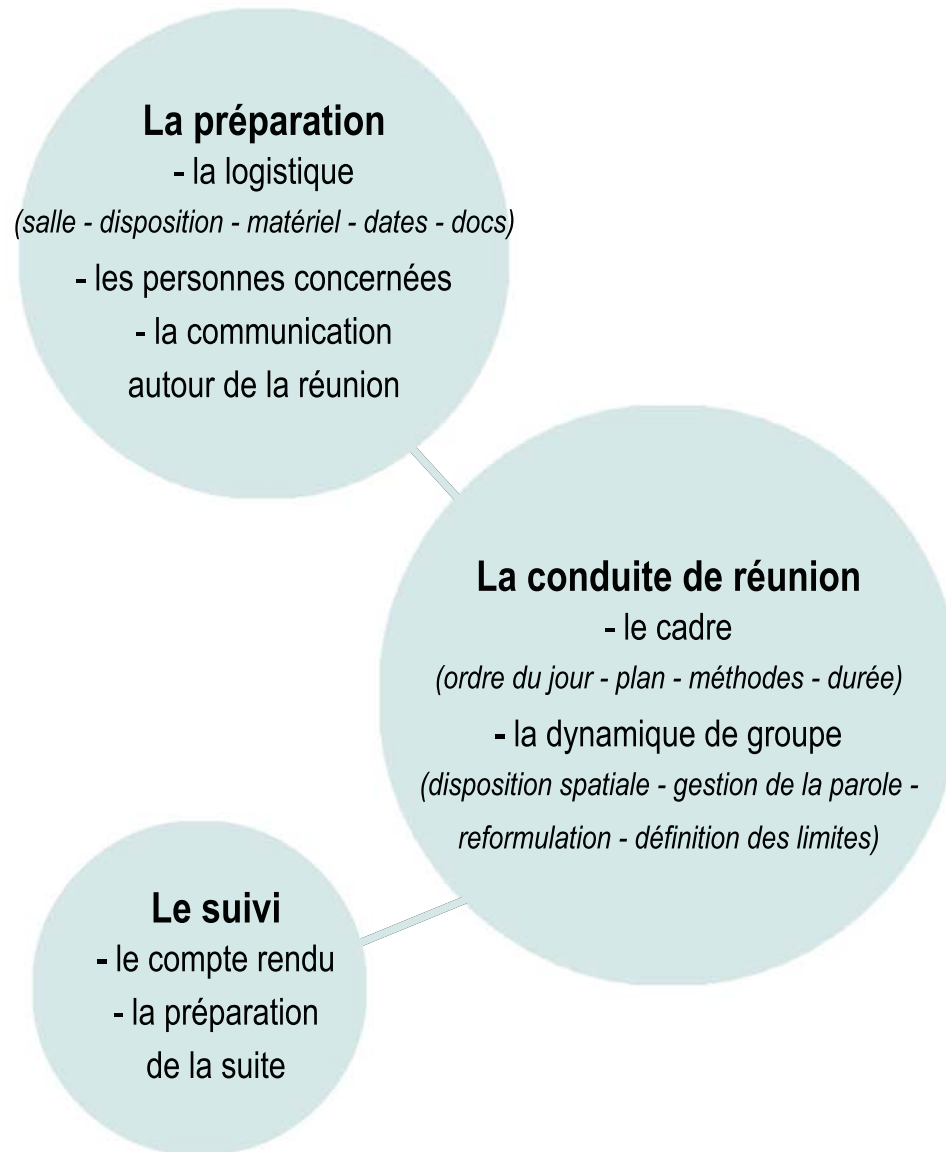 La préparation
- la logistique
(salle - disposition - matériel - dates - docs)
- les personnes concernées
- la communication
autour de la réunion
La conduite de réunion
- le cadre
(ordre du jour - plan - méthodes - durée)
- la dynamique de groupe
(disposition spatiale - gestion de la parole -
reformulation - définition des limites)
Le suivi
- le compte rendu
- la préparation
de la suite